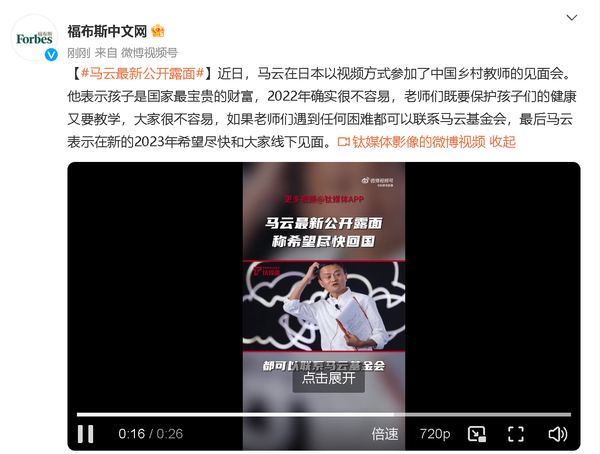 Forbes
福布斯
福布斯中文网
刚刚 来自 微博视频号
【#马云最新公开露面#】近日，马云在日本以视频方式参加了中国乡村教师的见面会。
他表示孩子是国家最宝贵的财富，2022年确实很不容易，老师们既要保护孩子们的健康
又要教学，大家很不容易，如果老师们遇到任何困难都可以联系马云基金会，最后马云
表示在新的2023年希望尽快和大家线下见面。 钛媒体影像的微博视频 收起
微博视频号
马云最新公开露面
称希望尽快回国
钛媒体
都可以联系马云基金会
点击展开
0:16 / 0:26
倍速
720p